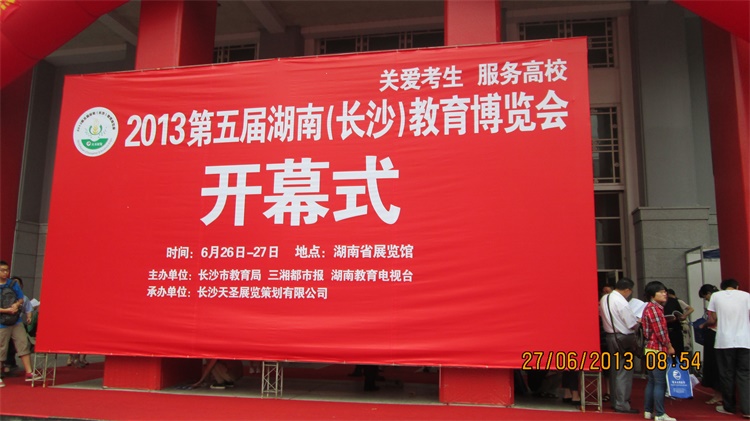 关爱考生 服务高校
2013第五届湖南(长沙)教育博览会
开幕式
时间：6月26日-27日 地点：湖南省展览馆
主办单位：长沙市教育局 三湘都市报 湖南教育电视台
承办单位：长沙天圣展览策划有限公司
27/06/2013 08:54